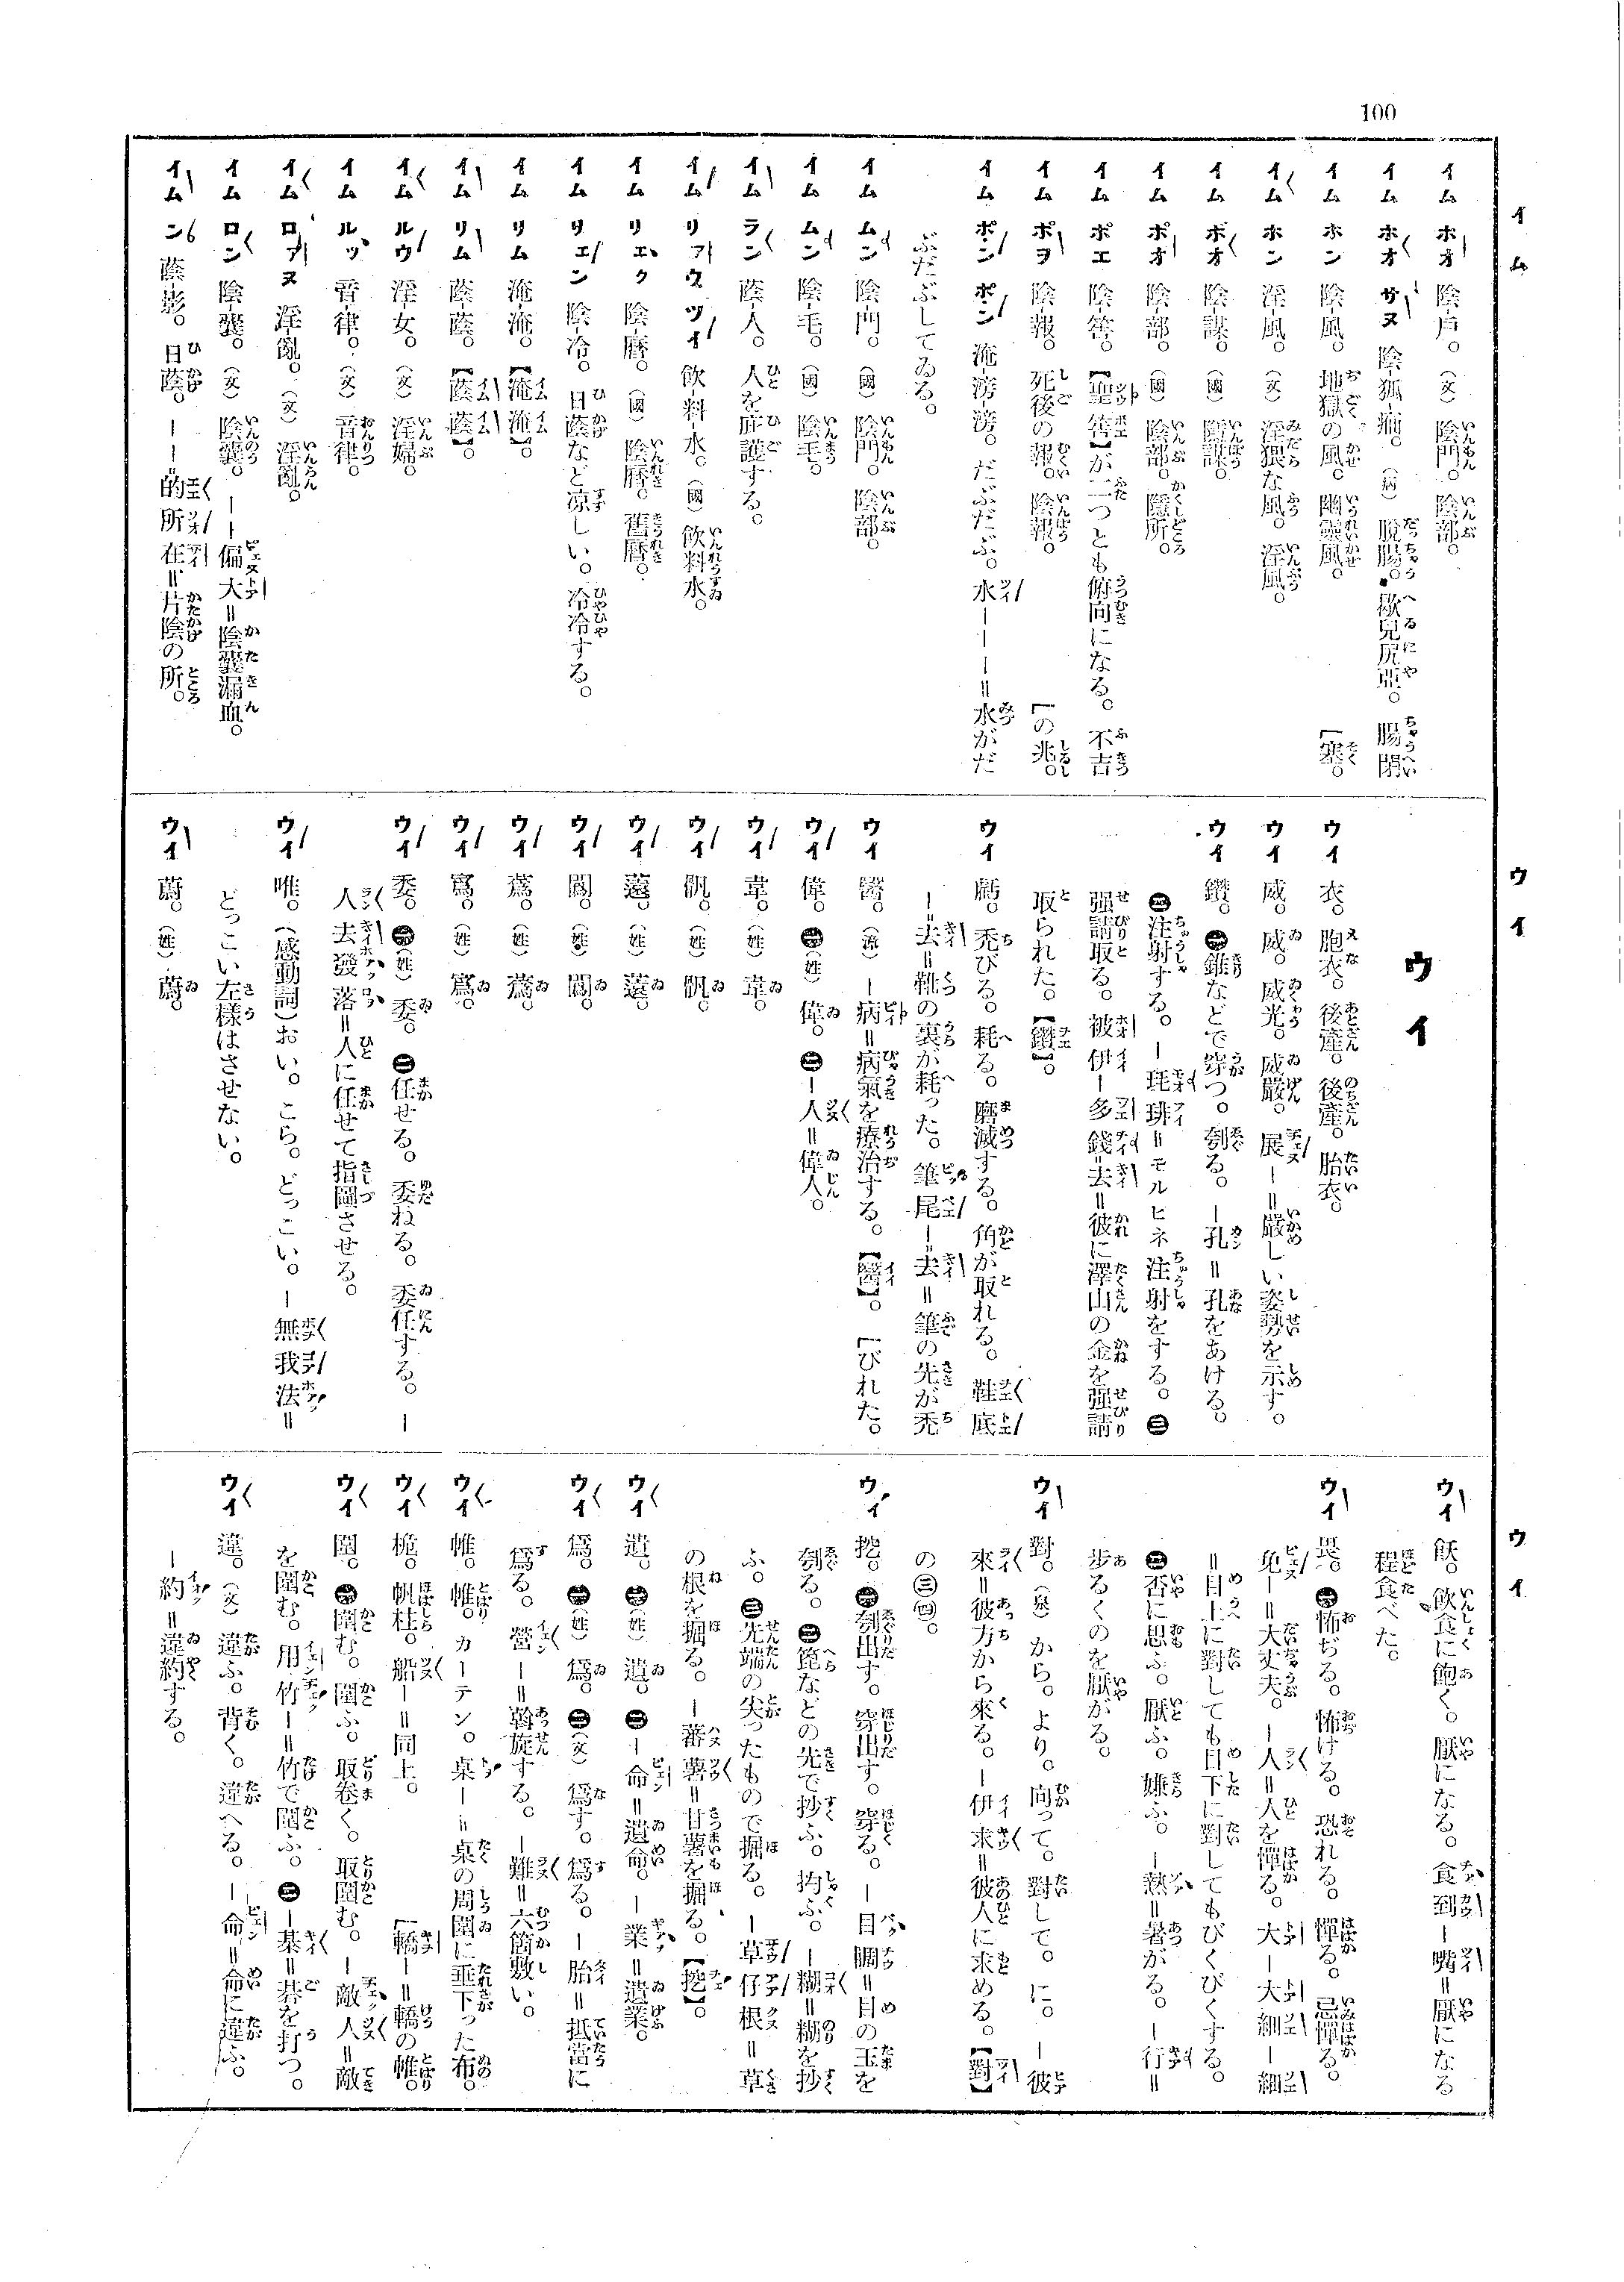 100
イム
ウイ
ウイ
イム ホオ 陰-戶。(文) 陰門。陰部。
イム ホオ サヌ 陰-狐-疝。(病) 脫腸。歇兒尼亞。腸閉
イム ホン 陰-風。地獄の風。幽靈風。 [塞。
イム ホン 淫-風。(文) 淫猥な風。淫風。
イム ボオ 陰-謀。(國) 陰謀。
イム ポオ 陰-部。(國) 陰部。隱所。
イム ポエ 陰-筶。【聖筶】が二つとも俯向になる。不吉
イム ポヲ 陰-報。死後の報。陰報。 [の兆。
イム ポン ポン 淹-滂-滂。だぶだぶ。水ーーー=水がだ
ぶだぶしてゐる。
イム ムン 陰-門。(國) 陰門。陰部。
イム ムン 陰-毛。(國) 陰毛。
イム ラン 蔭-人。人を庇護する。
イム リアウ ツイ 飮-料-水。(國) 飮料水。
イム リエク 陰-曆。(國) 陰曆。舊曆。
イム リエン 陰-冷。日蔭など凉しい。冷冷する。
イム リム 淹-淹。【淹淹】。
イム リム 蔭-蔭。【蔭蔭】。
イム ルウ 淫-女。(文) 淫婦。
イム ルッ 音-律。(文) 音律。
イム ロアヌ 淫-亂。(文) 淫亂。
イム ロン 陰-囊。(文) 陰囊。ーー偏大=陰囊漏血。
イム ン 蔭-影。日蔭。ーー=的所在=片陰の所。
ウイ
ウイ 衣。胞衣。後產。後產。胎衣。
ウイ 威。威。威光。威嚴。展ー=嚴しい姿勢を示す。
ウイ 鑽。㊀錐などで穿つ。刳る。ー孔=孔をあける。
㊁注射する。ー琲=モルヒネ注射をする。㊂
强請取る。被伊ー多錢=去=彼に澤山の金を强請
取られた。【鑽】。
ウイ 虧。禿びる。耗る。磨滅する。角が取れる。鞋底
ー=去=靴の裏が耗った。筆尾ー=去=筆の先が禿
ウイ 醫。(漳) ー病=病氣を療治する。【醫】。 [びれた。
ウイ 偉。㊀(姓) 偉。㊁ー人=偉人。
ウイ 韋。(姓) 韋。
ウイ 帆。(姓) 帆。
ウイ 薳。(姓) 薳。
ウイ 闈。(姓) 闈。
ウイ 蔿。(姓) 蔿。
ウイ 寪。(姓) 寪。
ウイ 委。㊀(姓) 委。㊁任せる。委ねる。委任する。ー
人去發落=人に任せて指圖させる。
ウイ 唯。(感動詞)おい。こら。どっこい。ー無我法=
どっこい左樣はさせない。
ウイ 蔚。(姓) 蔚。
ウイ 飫。飮食に飽く。厭になる。食到ー嘴=厭になる
程食べた。
ウイ 畏。㊀怖ぢる。怖ける。恐れる。憚る。忌憚る。
免ー=大丈夫。ー人=人を憚る。大ー大細ー細
=目上に對しても目下に對してもびくびくする。
㊁否に思ふ。厭ふ。嫌ふ。ー熱=暑がる。ー行=
步るくのを厭がる。
ウイ 對。(泉) から。より。向って。對して。に。ー彼
來=彼方から來る。ー伊求=彼人に求める。【對】
の㊂㊃。
ウイ 挖。㊀刳出す。穿出す。穿る。ー目睭=目の玉を
刳る。㊁篦などの先で抄ふ。抅ふ。ー糊=糊を抄
ふ。㊂先端の尖ったもので掘る。ー草仔根=草
の根を掘る。ー蕃薯=甘薯を掘る。【挖】。
ウイ 遺。㊀(姓) 遺。㊁ー命=遺命。ー業=遺業。
ウイ 爲。㊀(姓) 爲。㊁(文) 爲す。爲る。ー胎=抵當に
爲る。營ー=斡旋する。ー難=六箇敷い。
ウイ 帷。帷。カーテン。桌ー=桌の周圍に垂下った布。
ウイ 桅。帆柱。船ー=同上。 [轎ー=轎の帷。
ウイ 圍。㊀圍む。圍ふ。取卷く。取圍む。ー敵人=敵
を圍む。用竹ー=竹で圍ふ。㊁ー棊=碁を打つ。
ウイ 違。(文) 違ふ。背く。違へる。ー命=命に違ふ。
ー約=違約する。